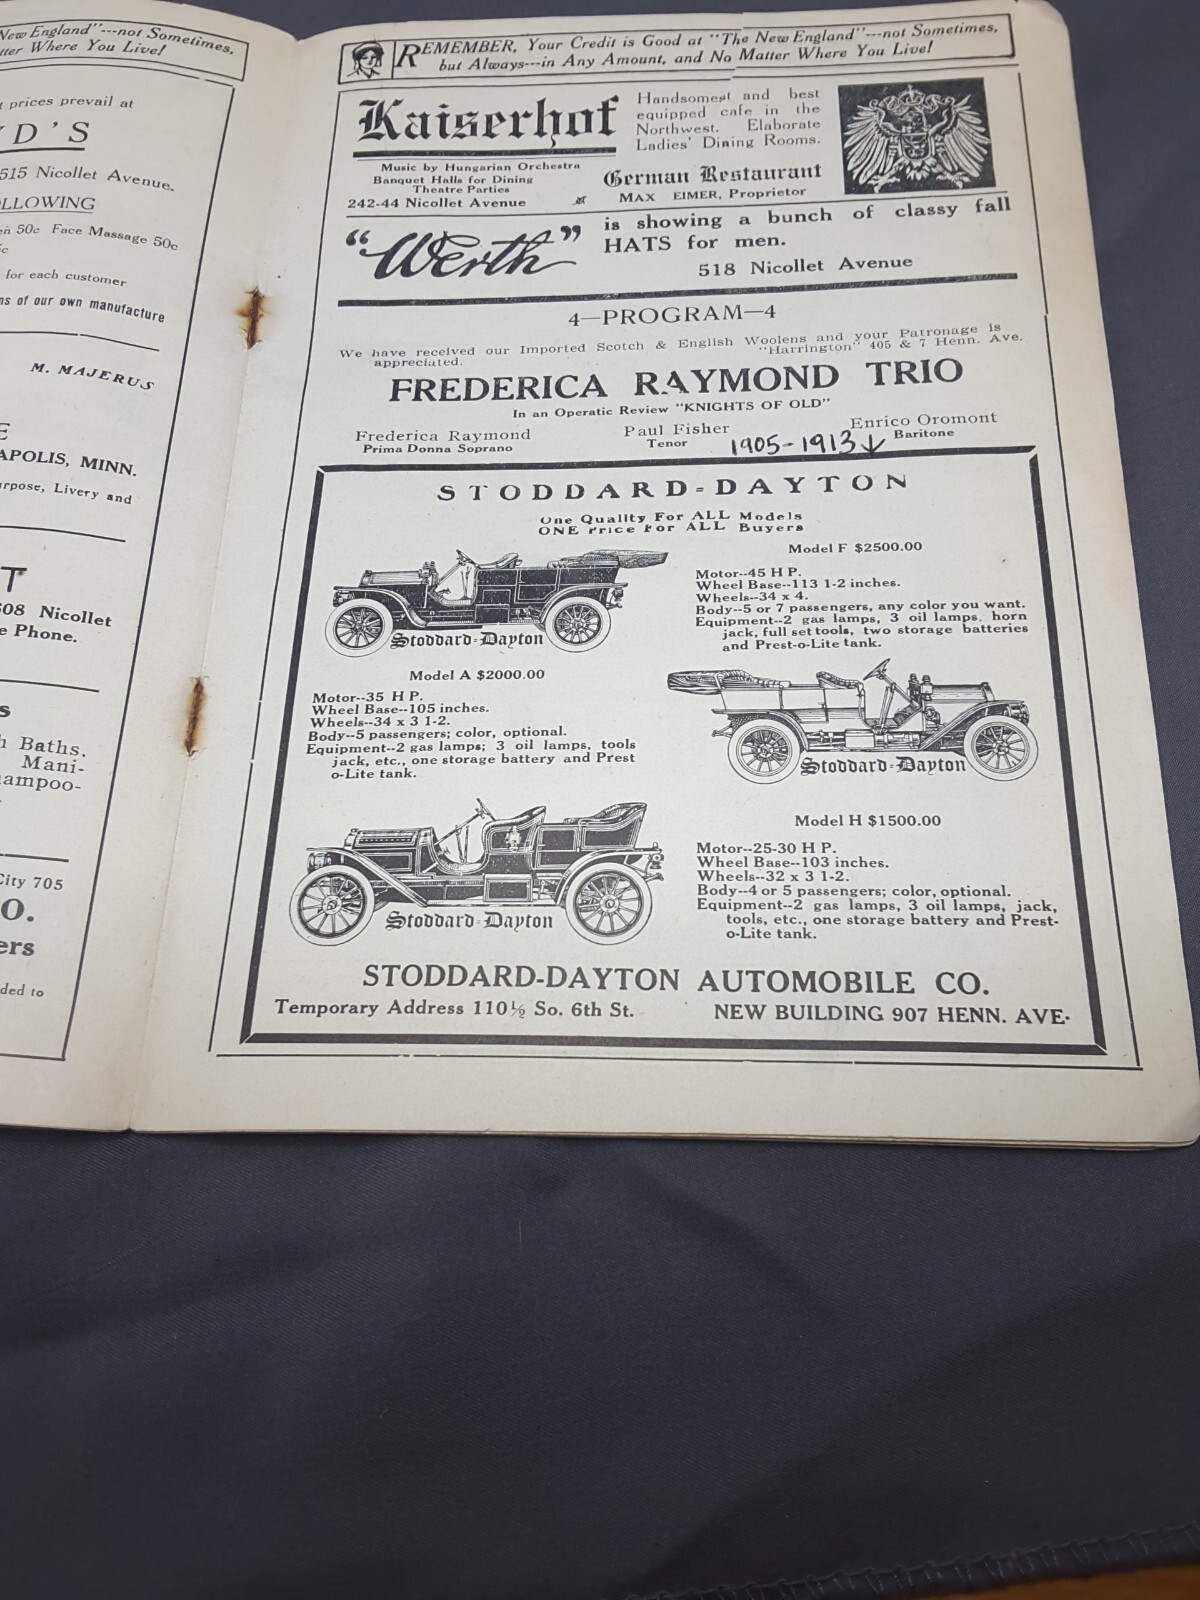 New England"---not Sometimes,
tter Where You Live!
prices prevail at
YD'S
515 Nicollet Avenue.
LLOWING
50c Face Massage 50c
for each customer
ns of our own manufacture
M. MAJERUS
E
APOLIS, MINN.
urpose, Livery and
T
608 Nicollet
e Phone.
s
h Baths.
Mani-
ampoo-
City 705
O.
ers
ded to
REMEMBER, Your Credit is Good at "The New England"---not Sometimes,
but Always---in Any Amount, and No Matter Where You Live!
Kaiserhof
Music by Hungarian Orchestra
Banquet Halls for Dining
Theatre Parties
242-44 Nicollet Avenue
Handsomest and best
equipped cafe in the
Northwest. Elaborate
Ladies' Dining Rooms.
German Restaurant
MAX EIMER, Proprietor
"Werth"
is showing a bunch of classy fall
HATS for men.
518 Nicollet Avenue
4—PROGRAM—4
We have received our Imported Scotch & English Woolens and your Patronage is
appreciated. "Harrington" 405 & 7 Henn. Ave.
FREDERICA RAYMOND TRIO
In an Operatic Review "KNIGHTS OF OLD"
Frederica Raymond Paul Fisher Enrico Oromont
Prima Donna Soprano Tenor Baritone
1905-1913↓
STODDARD-DAYTON
One Quality For ALL Models
ONE Price For ALL Buyers
Stoddard-Dayton
Model F $2500.00
Motor--45 H P.
Wheel Base--113 1-2 inches.
Wheels--34 x 4.
Body--5 or 7 passengers, any color you want.
Equipment--2 gas lamps, 3 oil lamps, horn
jack, full set tools, two storage batteries
and Prest-o-Lite tank.
Model A $2000.00
Motor--35 H P.
Wheel Base--105 inches.
Wheels--34 x 3 1-2.
Body--5 passengers; color, optional.
Equipment--2 gas lamps; 3 oil lamps, tools
jack, etc., one storage battery and Prest
o-Lite tank.
Stoddard-Dayton
Stoddard-Dayton
Model H $1500.00
Motor--25-30 H P.
Wheel Base--103 inches.
Wheels--32 x 3 1-2.
Body--4 or 5 passengers; color, optional.
Equipment--2 gas lamps, 3 oil lamps, jack,
tools, etc., one storage battery and Prest-
o-Lite tank.
STODDARD-DAYTON AUTOMOBILE CO.
Temporary Address 110½ So. 6th St. NEW BUILDING 907 HENN. AVE.